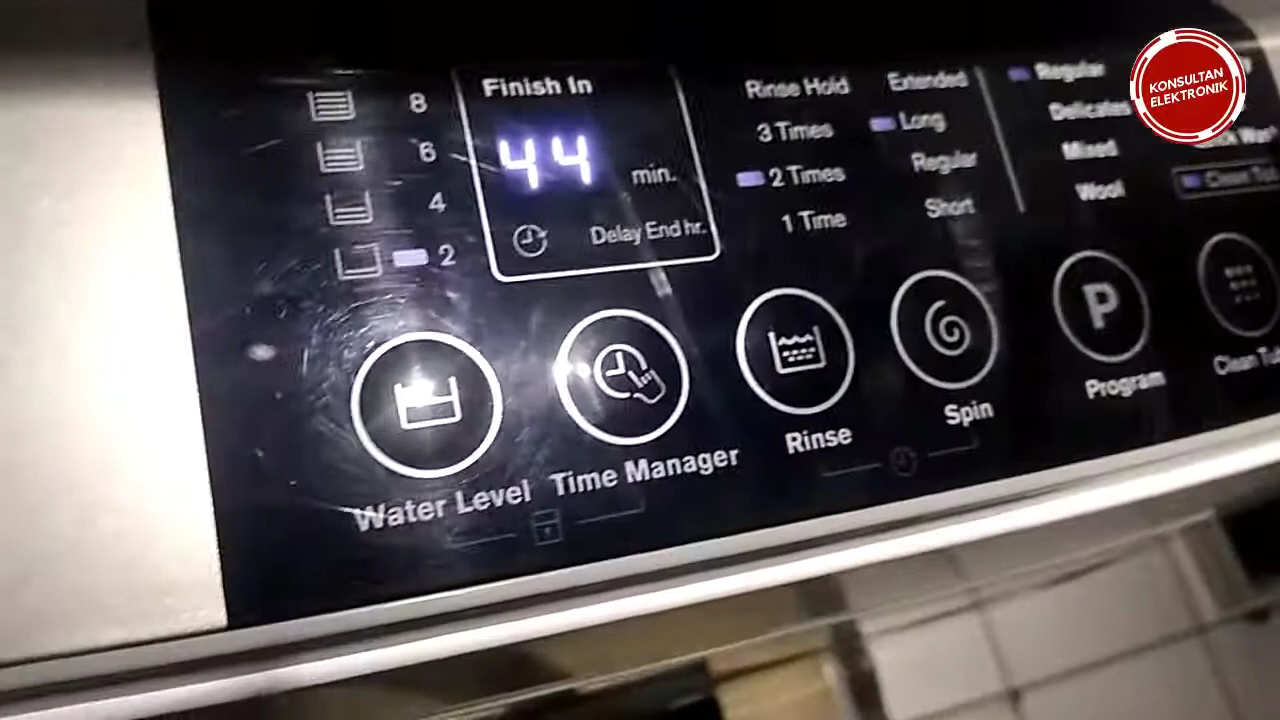 8
6
4
2
Finish In
44
min.
Delay End hr.
Rinse Hold
3 Times
2 Times
1 Time
Extended
Long
Regular
Short
Regular
Delicates
Mixed
Wool
Water Level
Time Manager
Rinse
Spin
P
Program
Clean
KONSULTAN
ELEKTRONIK